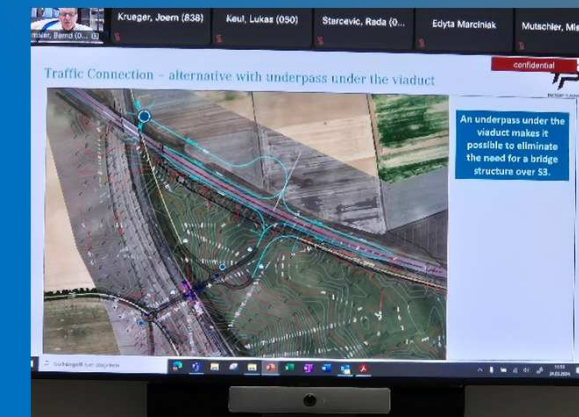 Krueger, Joern (838)
Keul, Lukas (050)
Starcevic, Rada (0...
Edyta Marciniak
Mutschler, Mis
confidential
Traffic Connection – alternative with underpass under the viaduct
An underpass under the
viaduct makes it
possible to eliminate
the need for a bridge
structure over S3.